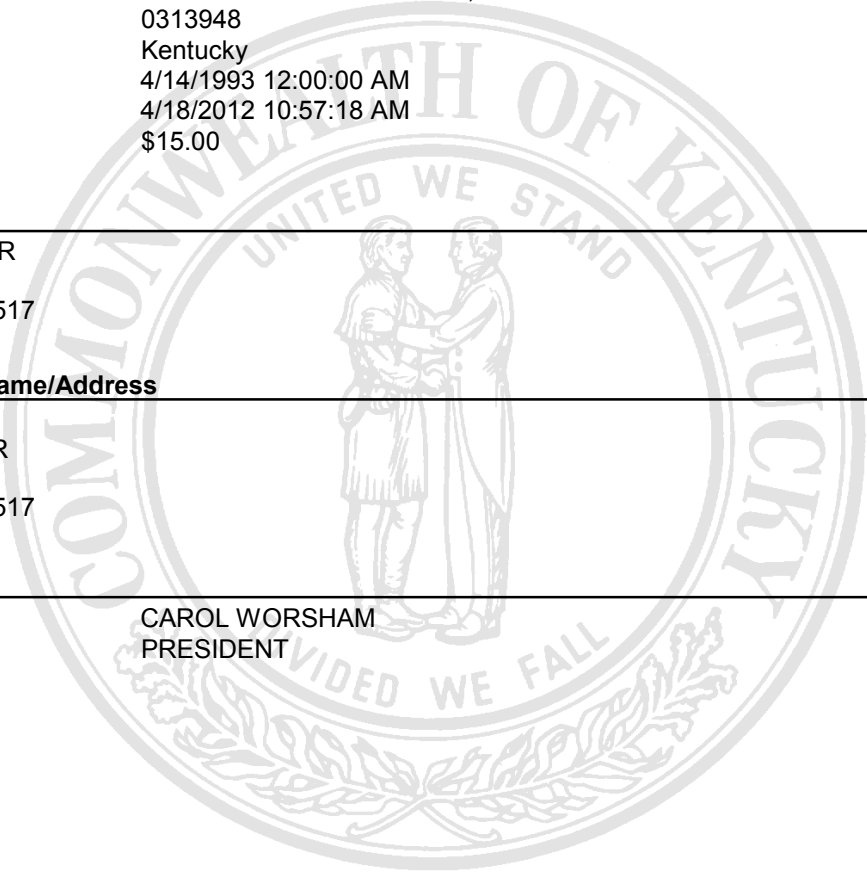 0313948
Kentucky
4/14/1993 12:00:00 AM
4/18/2012 10:57:18 AM
$15.00
COMMONWEALTH OF KENTUCKY
UNITED WE STAND
R
517
ame/Address
R
517
CAROL WORSHAM
PRESIDENT
DIVIDED WE FALL